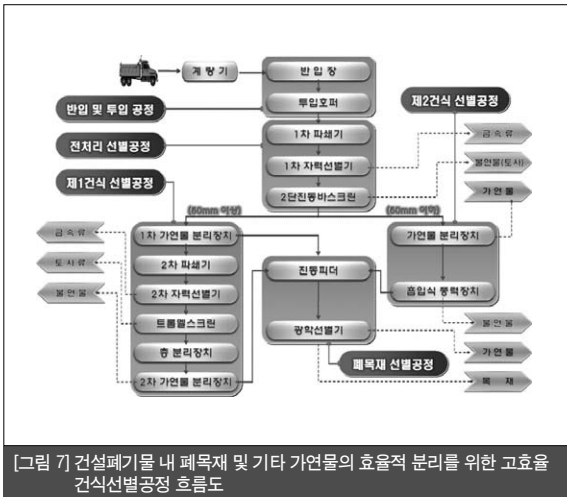 계량기
반입장
투입호퍼
반입 및 투입 공정
제2건식 선별공정
전처리 선별공정
1차 파쇄기
1차 자력선별기
2단진동바스크린
금속류
불연물(토사)
가연물
제1건식 선별공정
(60mm 이상)
(60mm 이하)
1차 가연물 분리장치
2차 파쇄기
2차 자력선별기
트롬멜스크린
층 분리장치
2차 가연물 분리장치
금속류
토사류
불연물
진동피더
광학선별기
가연물 분리장치
흡입식 풍력장치
폐목재 선별공정
불연물
가연물
목 재
[그림 7] 건설폐기물 내 폐목재 및 기타 가연물의 효율적 분리를 위한 고효율
건식선별공정 흐름도